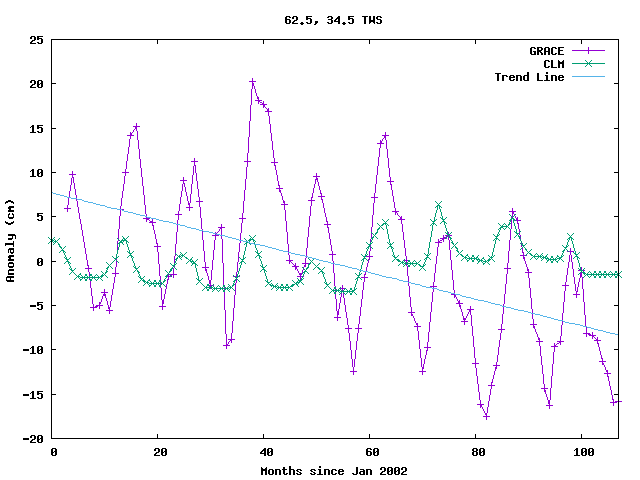 62.5, 34.5 TWS
GRACE
CLM
Trend Line
25
20
15
10
5
0
-5
-10
-15
-20
Anomaly (cm)
0 20 40 60 80 100
Months since Jan 2002